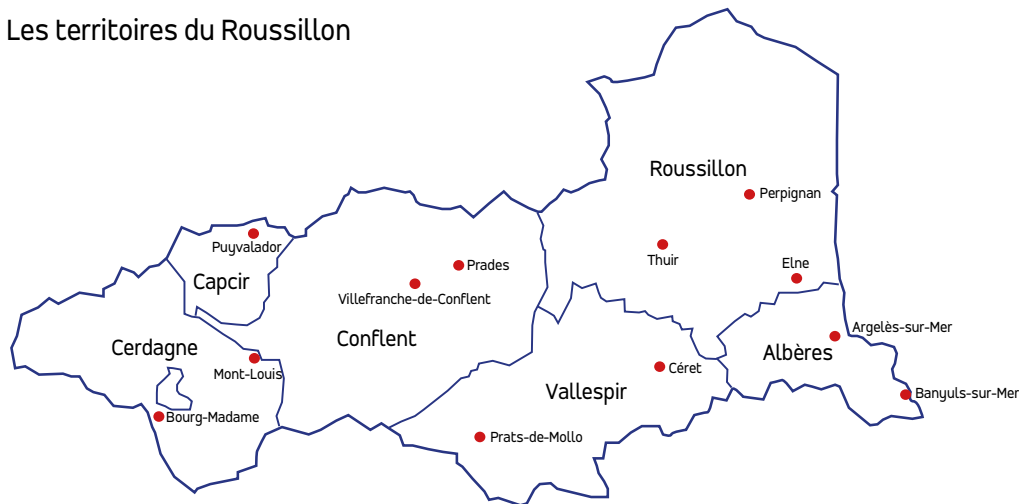 Les territoires du Roussillon
Roussillon
Perpignan
Thuir
Elne
Puyvalador
Capcir
Prades
Villefranche-de-Conflent
Conflent
Cerdagne
Mont-Louis
Bourg-Madame
Argelès-sur-Mer
Albères
Céret
Vallespir
Banyuls-sur-Mer
Prats-de-Mollo